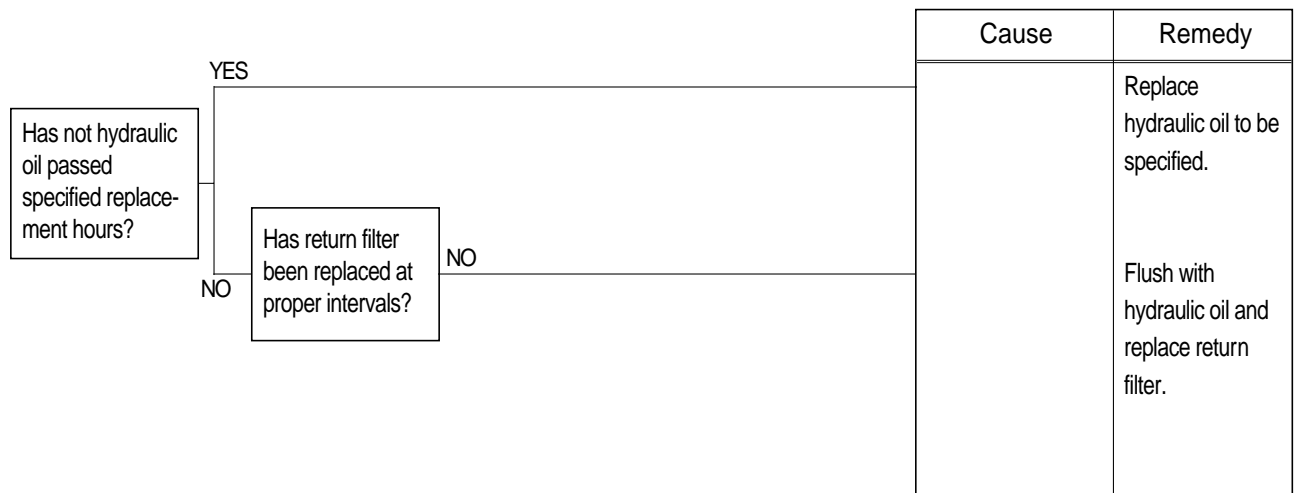 Cause
Remedy
YES
Replace
hydraulic oil to be
specified.
Has not hydraulic
oil passed
specified replace-
ment hours?
NO
Has return filter
been replaced at
proper intervals?
NO
Flush with
hydraulic oil and
replace return
filter.